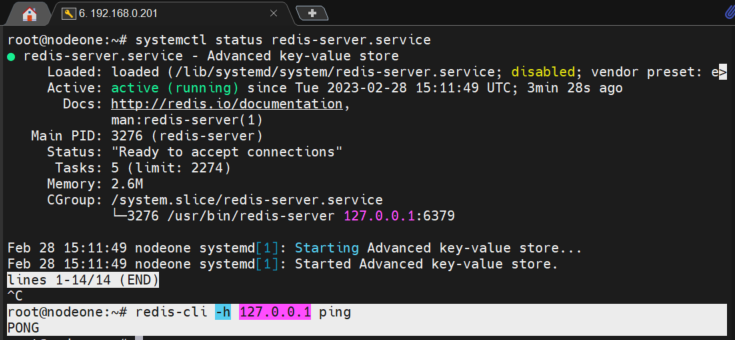 6. 192.168.0.201
root@nodeone:~# systemctl status redis-server.service
● redis-server.service - Advanced key-value store
Loaded: loaded (/lib/systemd/system/redis-server.service; disabled; vendor preset: e>
Active: active (running) since Tue 2023-02-28 15:11:49 UTC; 3min 28s ago
Docs: http://redis.io/documentation,
man:redis-server(1)
Main PID: 3276 (redis-server)
Status: "Ready to accept connections"
Tasks: 5 (limit: 2274)
Memory: 2.6M
CGroup: /system.slice/redis-server.service
└─3276 /usr/bin/redis-server 127.0.0.1:6379
Feb 28 15:11:49 nodeone systemd[1]: Starting Advanced key-value store...
Feb 28 15:11:49 nodeone systemd[1]: Started Advanced key-value store.
lines 1-14/14 (END)
^C
root@nodeone:~# redis-cli -h 127.0.0.1 ping
PONG